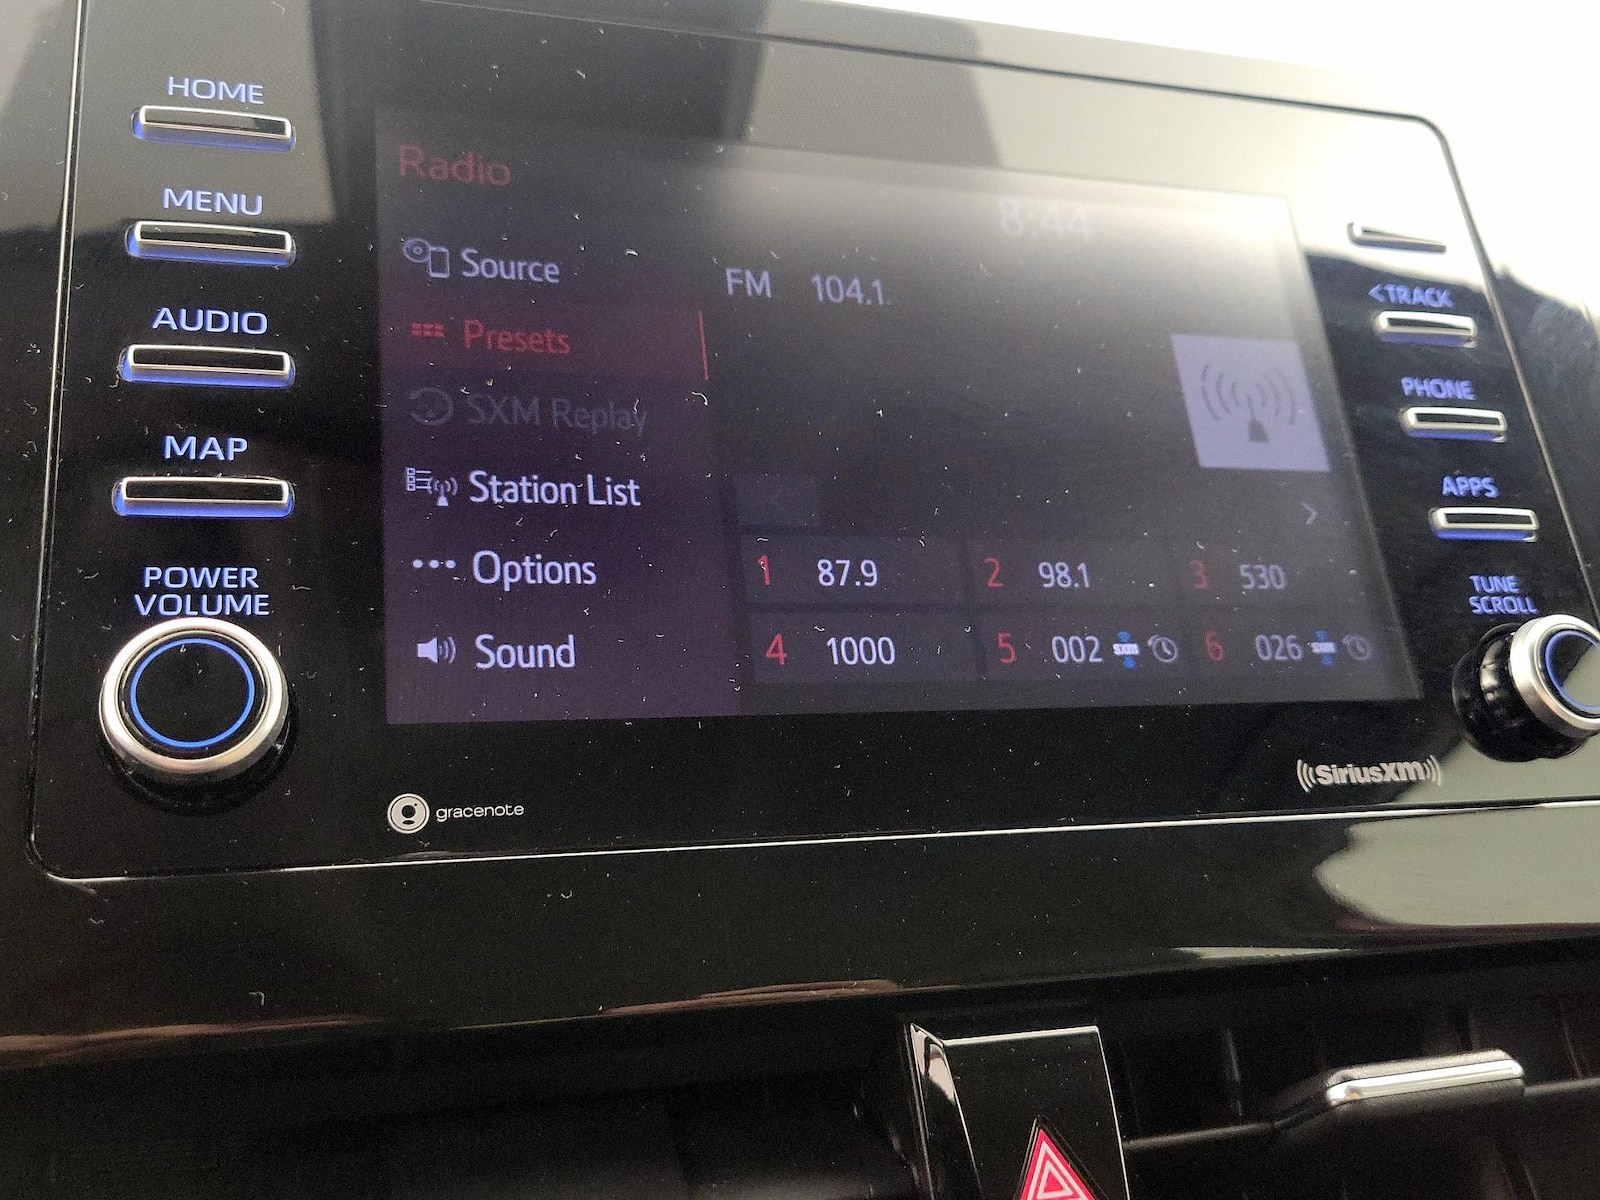 HOME
MENU
AUDIO
MAP
POWER
VOLUME
Radio
8:44
Source
Presets
SXM Replay
Station List
Options
Sound
FM 104.1
1 87.9
2 98.1
3 530
4 1000
5 002 sxm
6 026 sxm
<TRACK
PHONE
APPS
TUNE
SCROLL
gracenote
SiriusXM